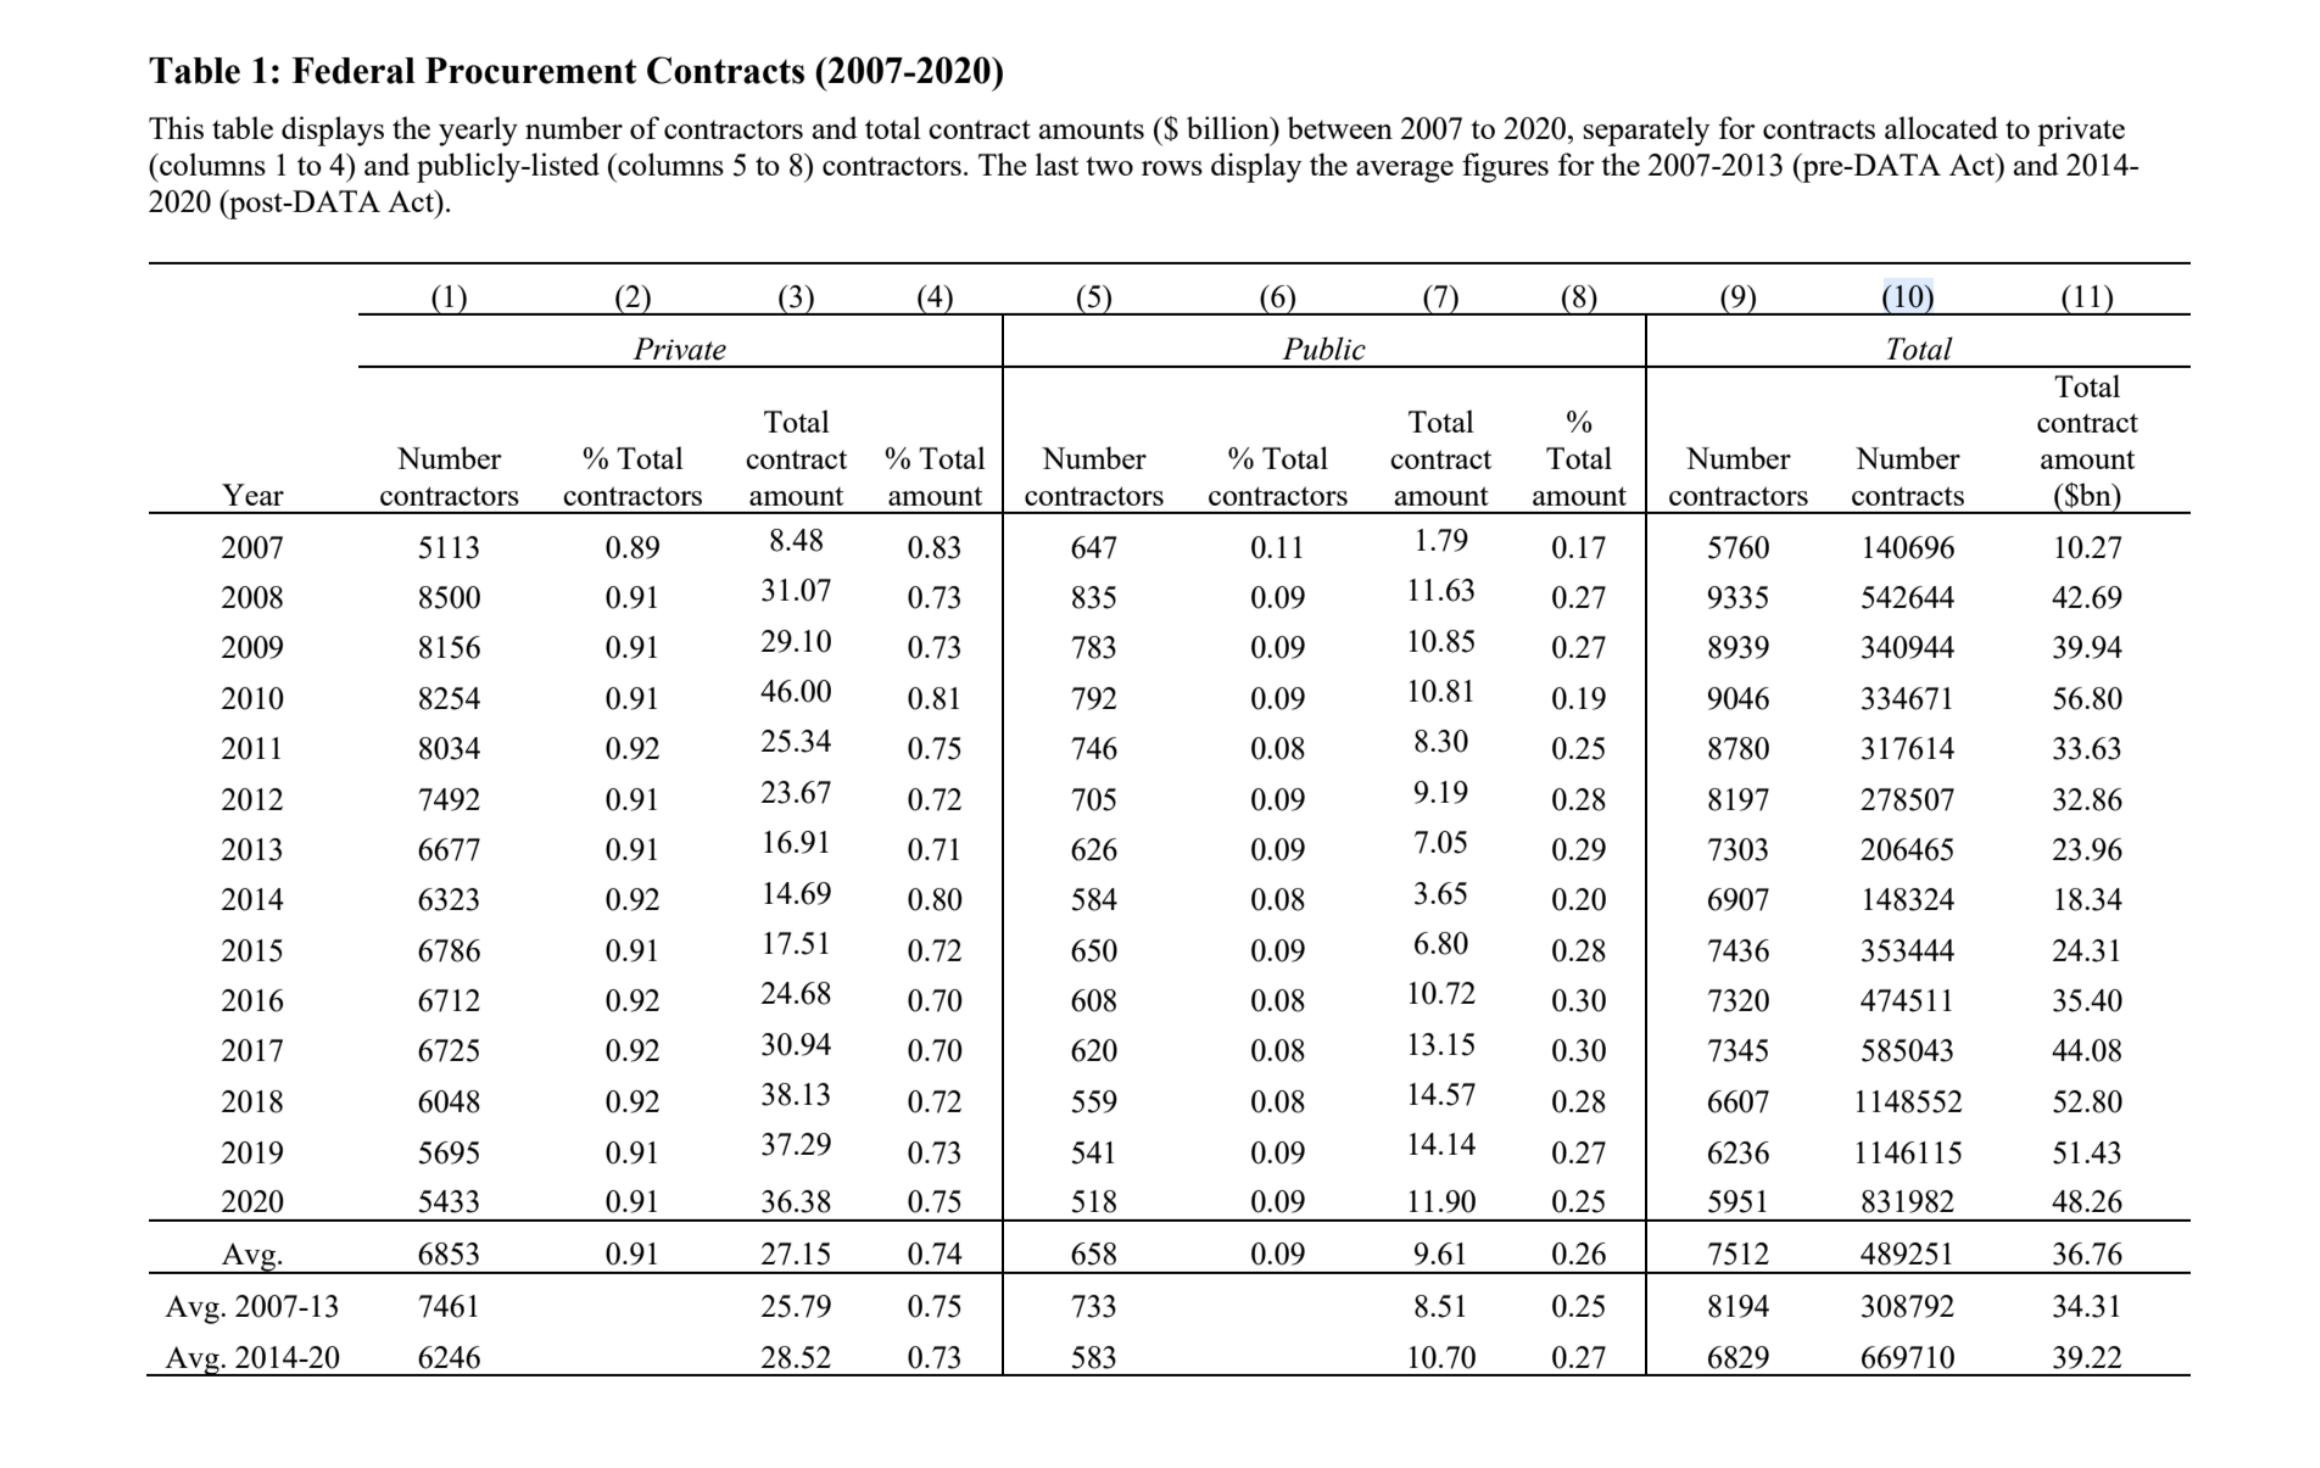 Table 1: Federal Procurement Contracts (2007-2020)
This table displays the yearly number of contractors and total contract amounts ($ billion) between 2007 to 2020, separately for contracts allocated to private
(columns 1 to 4) and publicly-listed (columns 5 to 8) contractors. The last two rows display the average figures for the 2007-2013 (pre-DATA Act) and 2014-
2020 (post-DATA Act).
(1) (2) (3) (4) (5) (6) (7) (8) (9) (10) (11)
Private Public Total
Total
Total Total % contract
Number % Total contract % Total Number % Total contract Total Number Number amount
Year contractors contractors amount amount contractors contractors amount amount contractors contracts ($bn)
2007 5113 0.89 8.48 0.83 647 0.11 1.79 0.17 5760 140696 10.27
2008 8500 0.91 31.07 0.73 835 0.09 11.63 0.27 9335 542644 42.69
2009 8156 0.91 29.10 0.73 783 0.09 10.85 0.27 8939 340944 39.94
2010 8254 0.91 46.00 0.81 792 0.09 10.81 0.19 9046 334671 56.80
2011 8034 0.92 25.34 0.75 746 0.08 8.30 0.25 8780 317614 33.63
2012 7492 0.91 23.67 0.72 705 0.09 9.19 0.28 8197 278507 32.86
2013 6677 0.91 16.91 0.71 626 0.09 7.05 0.29 7303 206465 23.96
2014 6323 0.92 14.69 0.80 584 0.08 3.65 0.20 6907 148324 18.34
2015 6786 0.91 17.51 0.72 650 0.09 6.80 0.28 7436 353444 24.31
2016 6712 0.92 24.68 0.70 608 0.08 10.72 0.30 7320 474511 35.40
2017 6725 0.92 30.94 0.70 620 0.08 13.15 0.30 7345 585043 44.08
2018 6048 0.92 38.13 0.72 559 0.08 14.57 0.28 6607 1148552 52.80
2019 5695 0.91 37.29 0.73 541 0.09 14.14 0.27 6236 1146115 51.43
2020 5433 0.91 36.38 0.75 518 0.09 11.90 0.25 5951 831982 48.26
Avg. 6853 0.91 27.15 0.74 658 0.09 9.61 0.26 7512 489251 36.76
Avg. 2007-13 7461 25.79 0.75 733 8.51 0.25 8194 308792 34.31
Avg. 2014-20 6246 28.52 0.73 583 10.70 0.27 6829 669710 39.22